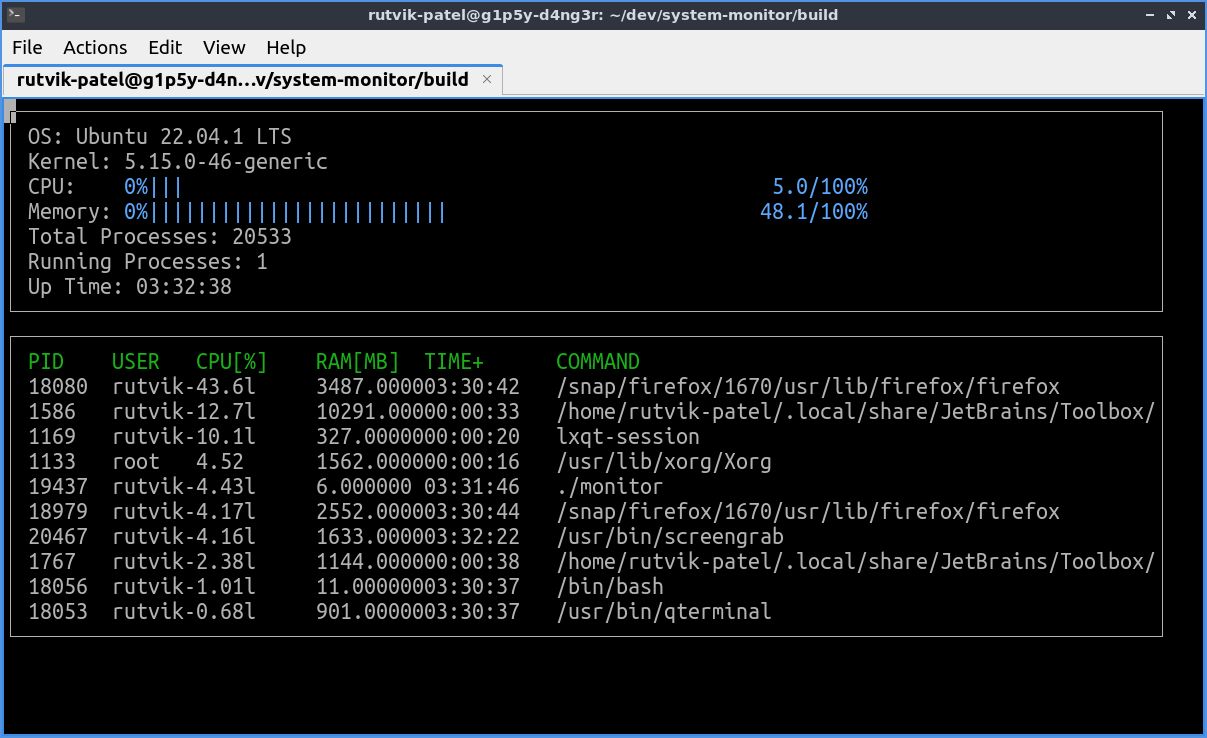 rutvik-patel@g1p5y-d4ng3r: ~/dev/system-monitor/build
File Actions Edit View Help
rutvik-patel@g1p5y-d4n...v/system-monitor/build
OS: Ubuntu 22.04.1 LTS
Kernel: 5.15.0-46-generic
CPU: 0%||| 5.0/100%
Memory: 0%||||||||||||||||||||||||| 48.1/100%
Total Processes: 20533
Running Processes: 1
Up Time: 03:32:38
PID USER CPU[%] RAM[MB] TIME+ COMMAND
18080 rutvik-43.6l 3487.000003:30:42 /snap/firefox/1670/usr/lib/firefox/firefox
1586 rutvik-12.7l 10291.00000:00:33 /home/rutvik-patel/.local/share/JetBrains/Toolbox/
1169 rutvik-10.1l 327.0000000:00:20 lxqt-session
1133 root 4.52 1562.000000:00:16 /usr/lib/xorg/Xorg
19437 rutvik-4.43l 6.000000 03:31:46 ./monitor
18979 rutvik-4.17l 2552.000003:30:44 /snap/firefox/1670/usr/lib/firefox/firefox
20467 rutvik-4.16l 1633.000003:32:22 /usr/bin/screengrab
1767 rutvik-2.38l 1144.000000:00:38 /home/rutvik-patel/.local/share/JetBrains/Toolbox/
18056 rutvik-1.01l 11.00000003:30:37 /bin/bash
18053 rutvik-0.68l 901.0000003:30:37 /usr/bin/qterminal